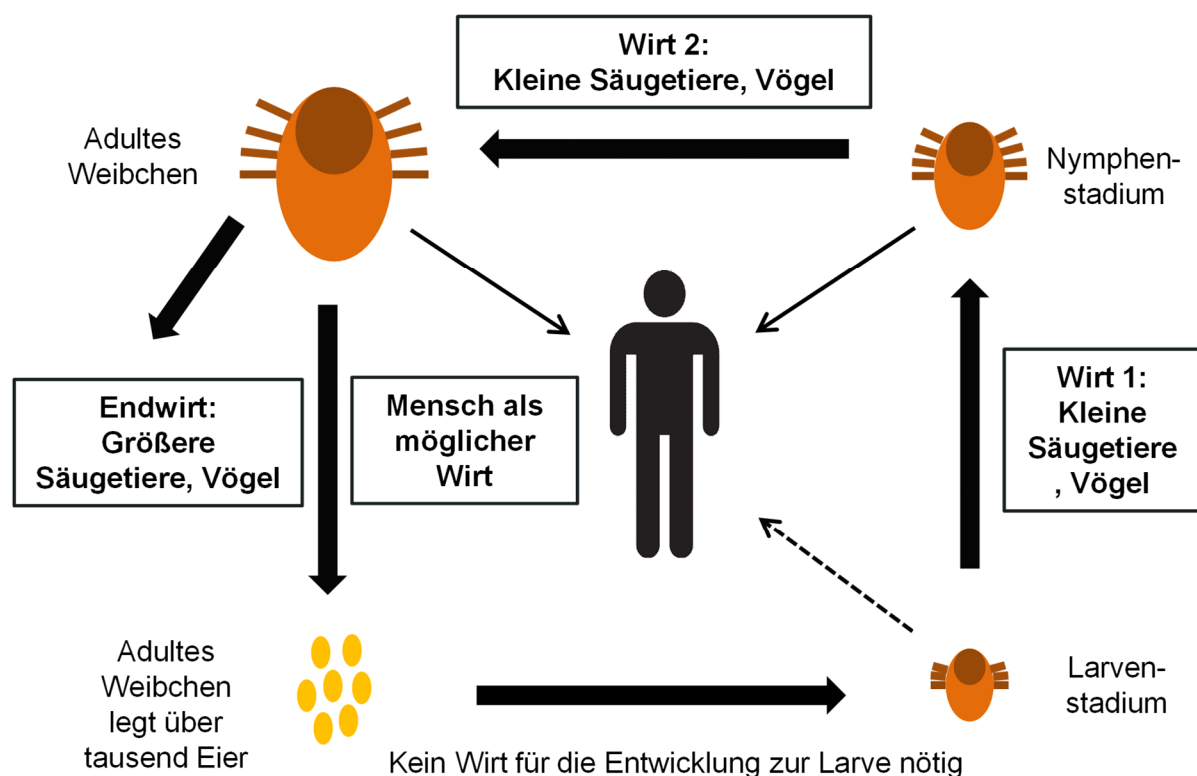 Wirt 2:
Kleine Säugetiere, Vögel
Adultes
Weibchen
Nymphen-
stadium
Endwirt:
Größere
Säugetiere, Vögel
Mensch als
möglicher
Wirt
Wirt 1:
Kleine
Säugetiere
, Vögel
Adultes
Weibchen
legt über
tausend Eier
Larven-
stadium
Kein Wirt für die Entwicklung zur Larve nötig